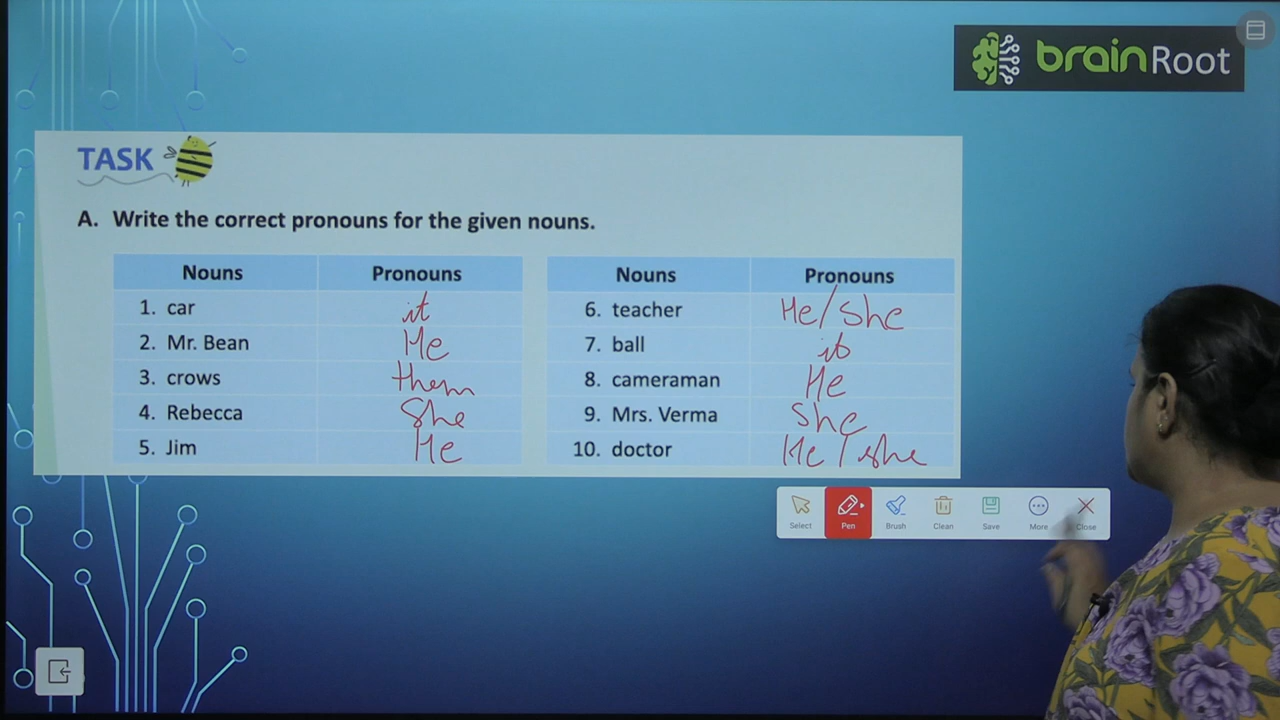 brainRoot
TASK
A. Write the correct pronouns for the given nouns.
Nouns Pronouns
1. car it
2. Mr. Bean He
3. crows them
4. Rebecca She
5. Jim He
Nouns Pronouns
6. teacher He/She
7. ball it
8. cameraman He
9. Mrs. Verma She
10. doctor He/she
Select Pen Brush Clean Save More Close